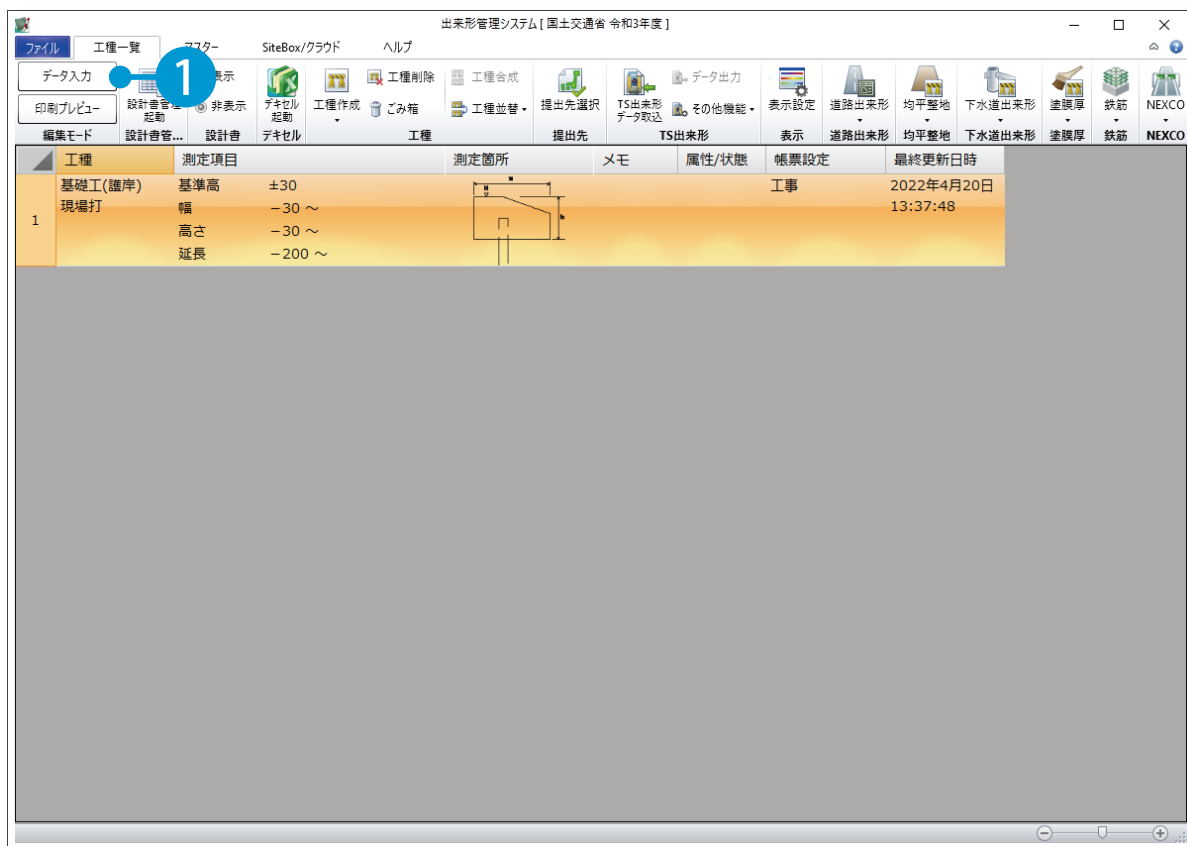 出来形管理システム [ 国土交通省 令和3年度 ]
ファイル 工種一覧 マスター SiteBox/クラウド ヘルプ
データ入力
1
表示
工種削除
工種合成
データ出力
印刷プレビュー
設計書管理
起動
非表示
デキセル
起動
工種作成
ごみ箱
工種並替
提出先選択
TS出来形
データ取込
その他機能
表示設定
道路出来形
均平整地
下水道出来形
塗膜厚
鉄筋
NEXCO
編集モード 設計書管... 設計書 デキセル 工種 提出先 TS出来形 表示 道路出来形 均平整地 下水道出来形 塗膜厚 鉄筋 NEXCO
工種 測定項目 測定箇所 メモ 属性/状態 帳票設定 最終更新日時
1
基礎工(護岸)
現場打
基準高 ±30
幅 -30 ～
高さ -30 ～
延長 -200 ～
工事
2022年4月20日
13:37:48